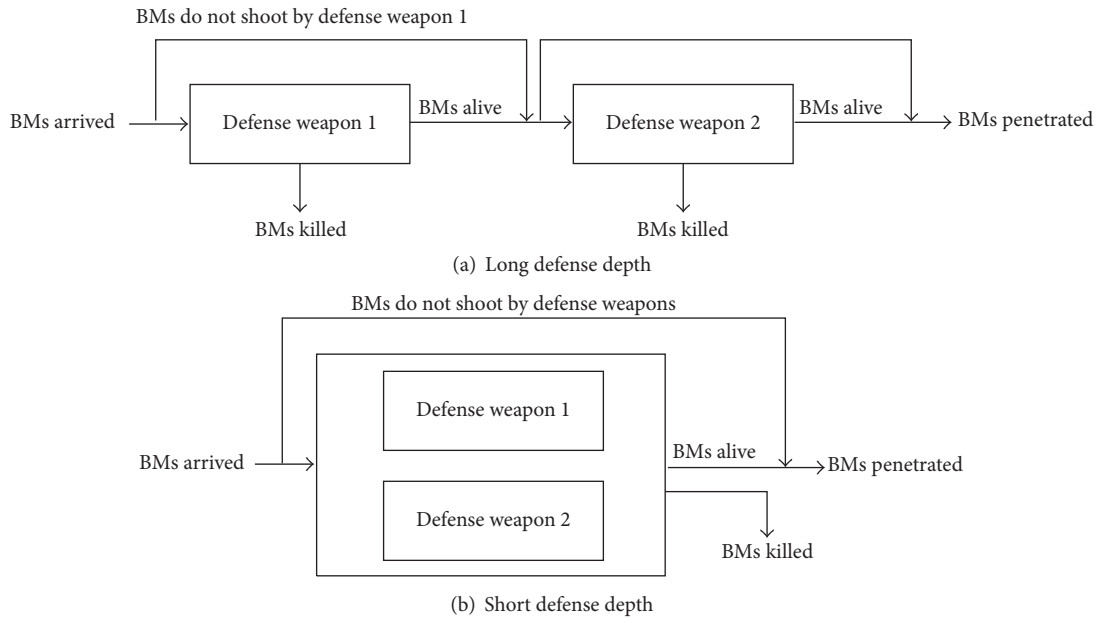 BMs do not shoot by defense weapon 1
BMs arrived
Defense weapon 1
BMs alive
Defense weapon 2
BMs alive
BMs penetrated
BMs killed
BMs killed
(a) Long defense depth
BMs do not shoot by defense weapons
Defense weapon 1
BMs arrived
BMs alive
BMs penetrated
Defense weapon 2
BMs killed
(b) Short defense depth